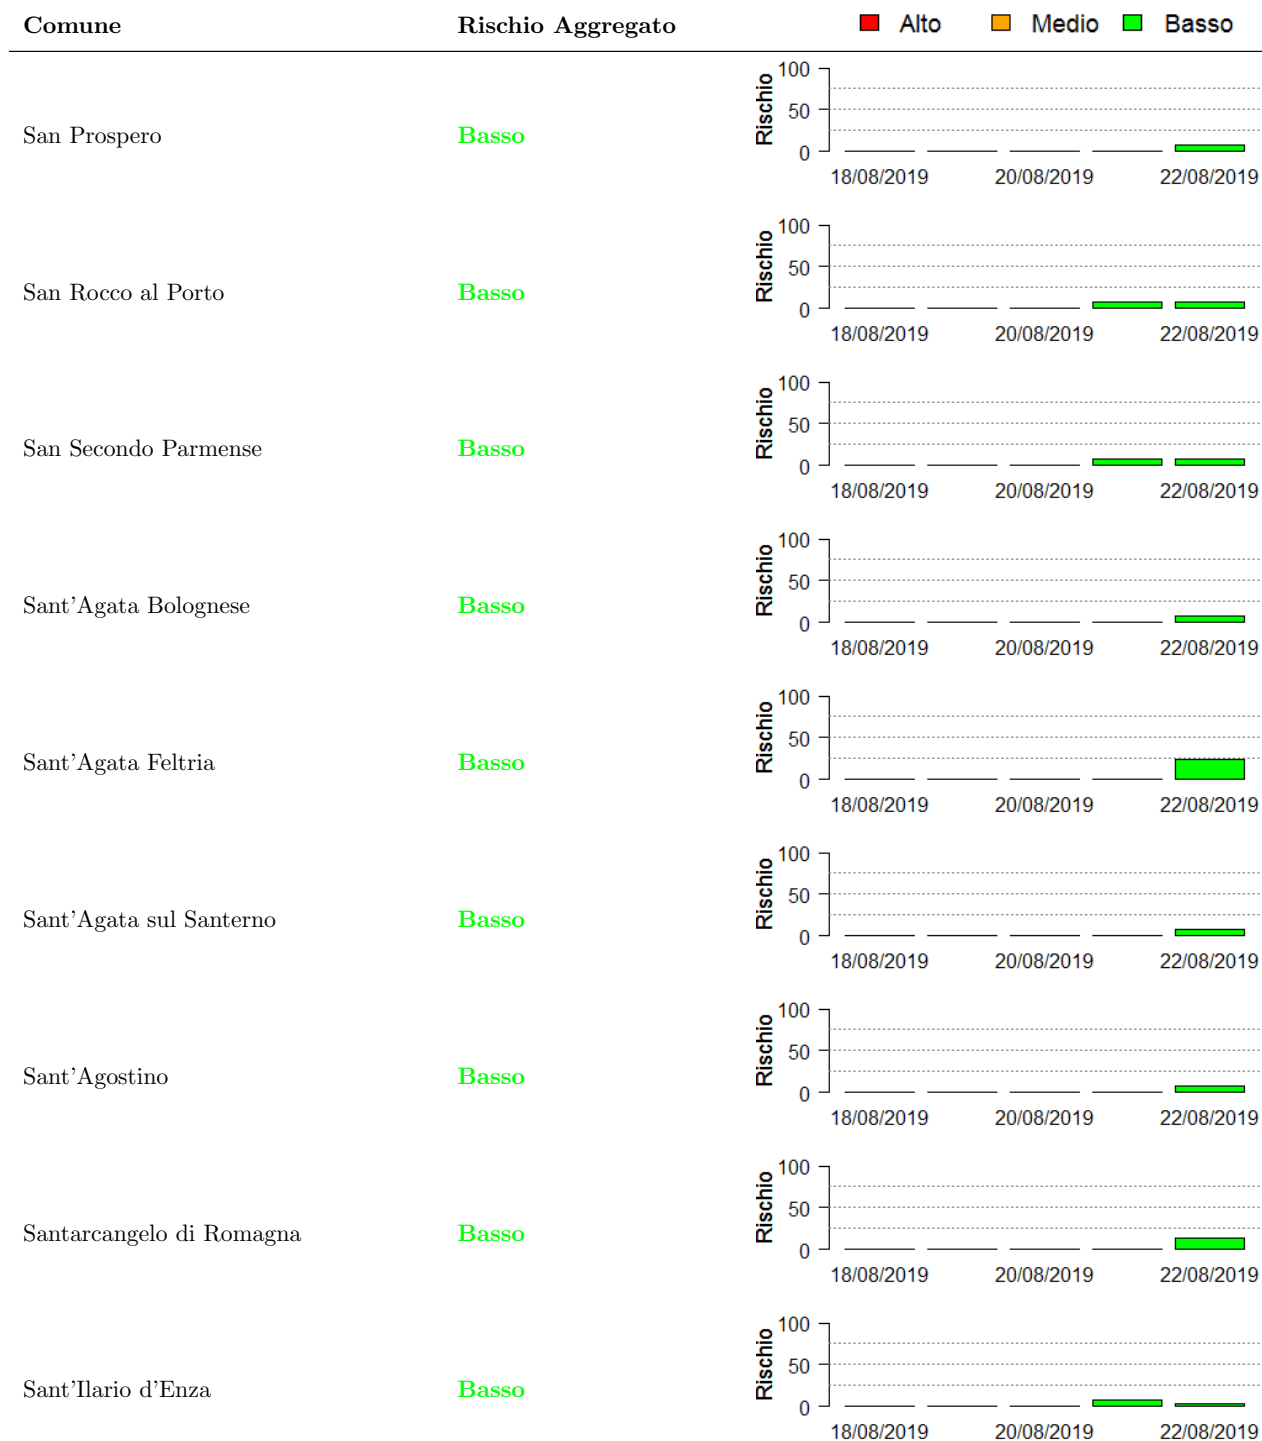 Comune Rischio Aggregato Alto Medio Basso
San Prospero Basso Rischio 100 50 0
18/08/2019 20/08/2019 22/08/2019
San Rocco al Porto Basso Rischio 100 50 0
18/08/2019 20/08/2019 22/08/2019
San Secondo Parmense Basso Rischio 100 50 0
18/08/2019 20/08/2019 22/08/2019
Sant'Agata Bolognese Basso Rischio 100 50 0
18/08/2019 20/08/2019 22/08/2019
Sant'Agata Feltria Basso Rischio 100 50 0
18/08/2019 20/08/2019 22/08/2019
Sant'Agata sul Santerno Basso Rischio 100 50 0
18/08/2019 20/08/2019 22/08/2019
Sant'Agostino Basso Rischio 100 50 0
18/08/2019 20/08/2019 22/08/2019
Santarcangelo di Romagna Basso Rischio 100 50 0
18/08/2019 20/08/2019 22/08/2019
Sant'Ilario d'Enza Basso Rischio 100 50 0
18/08/2019 20/08/2019 22/08/2019